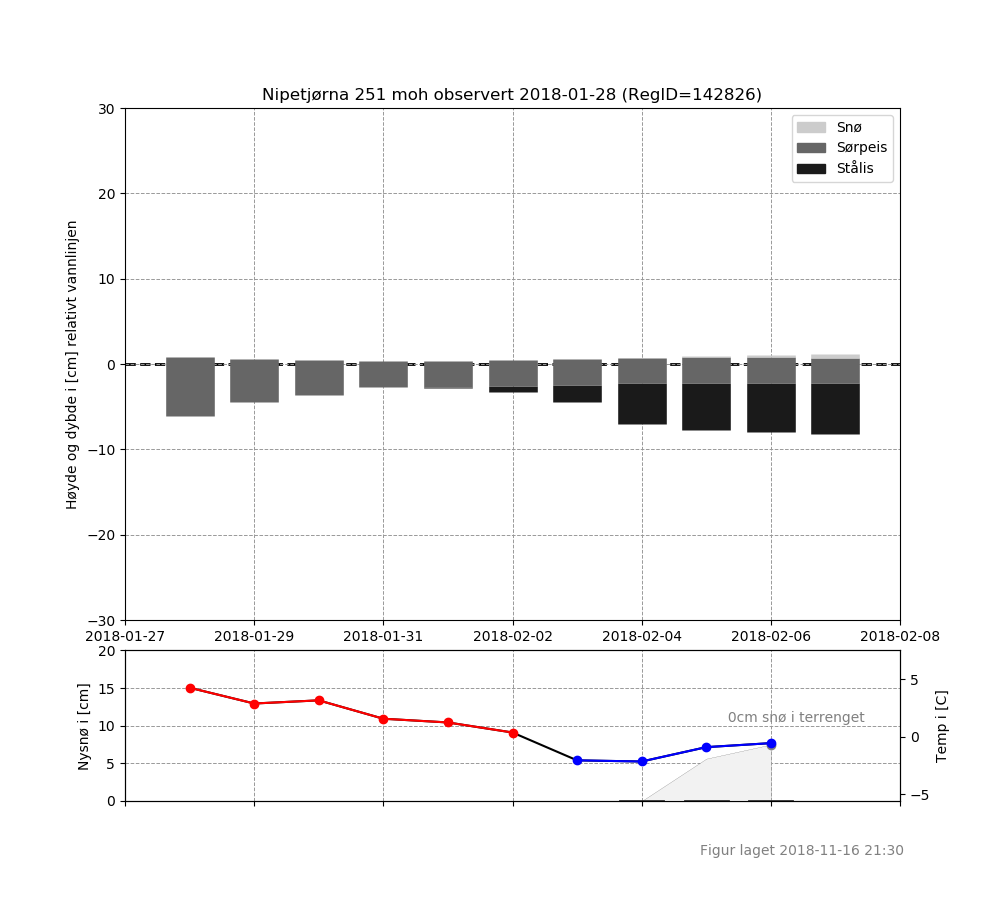 Nipetjørna 251 moh observert 2018-01-28 (RegID=142826)
Snø
Sørpeis
Stålis
Høyde og dybde i [cm] relativt vannlinjen
30
20
10
0
−10
−20
−30
2018-01-27 2018-01-29 2018-01-31 2018-02-02 2018-02-04 2018-02-06 2018-02-08
Nysnø i [cm]
20
15
10
5
0
0cm snø i terrenget
5
0
−5
Temp i [C]
Figur laget 2018-11-16 21:30